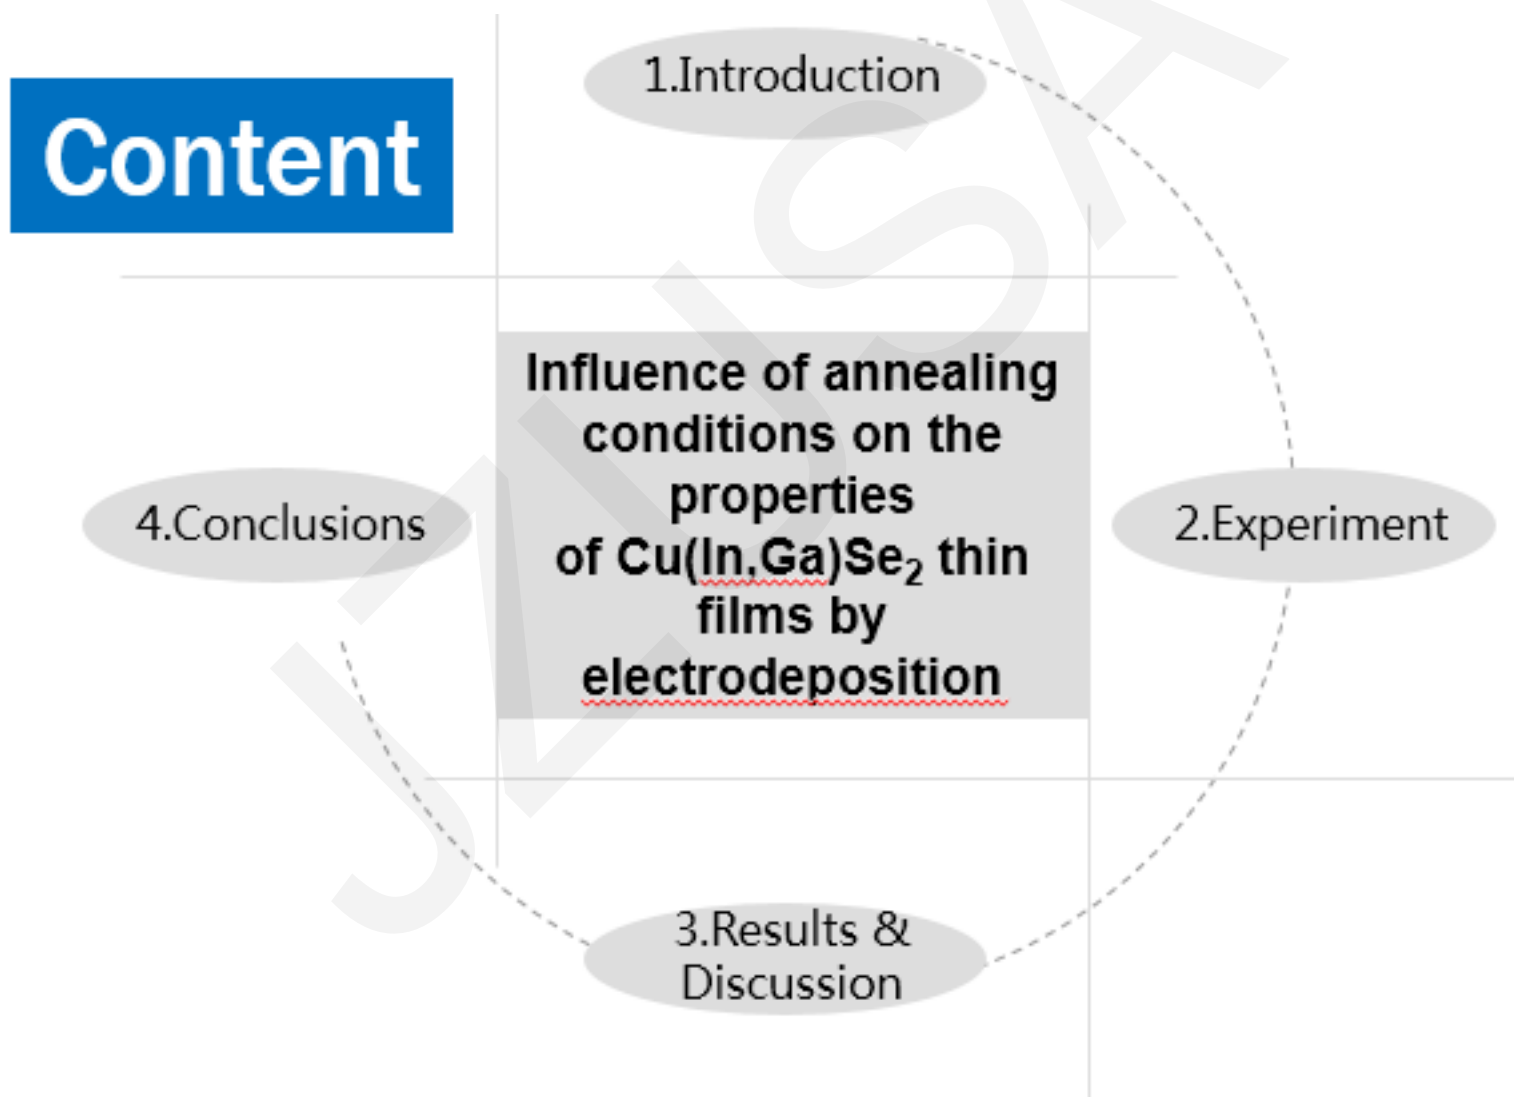 Content
1.Introduction
Influence of annealing
conditions on the
properties
of Cu(In,Ga)Se₂ thin
films by
electrodeposition
2.Experiment
3.Results &
Discussion
4.Conclusions
JZUSA